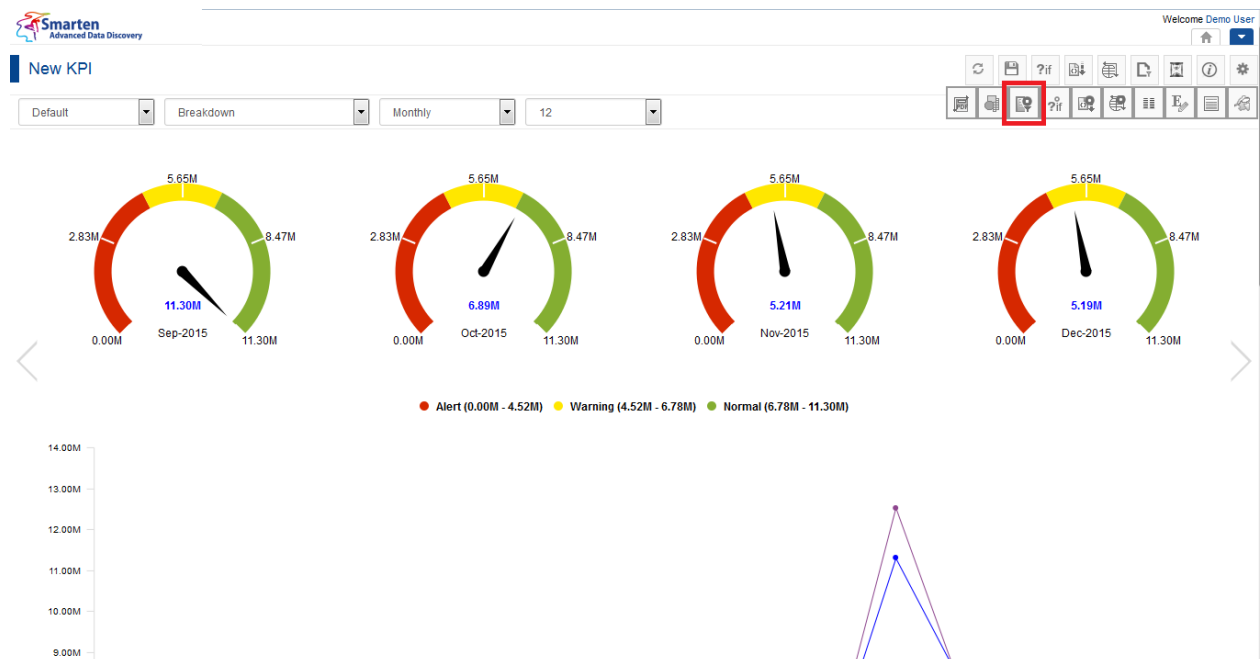 Smarten
Advanced Data Discovery
Welcome Demo User
New KPI
?if
Default Breakdown Monthly 12
?if
5.65M 5.65M 5.65M 5.65M
2.83M 8.47M 2.83M 8.47M 2.83M 8.47M 2.83M 8.47M
11.30M 6.89M 5.21M 5.19M
Sep-2015 Oct-2015 Nov-2015 Dec-2015
0.00M 11.30M 0.00M 11.30M 0.00M 11.30M 0.00M 11.30M
Alert (0.00M - 4.52M) Warning (4.52M - 6.78M) Normal (6.78M - 11.30M)
14.00M
13.00M
12.00M
11.00M
10.00M
9.00M